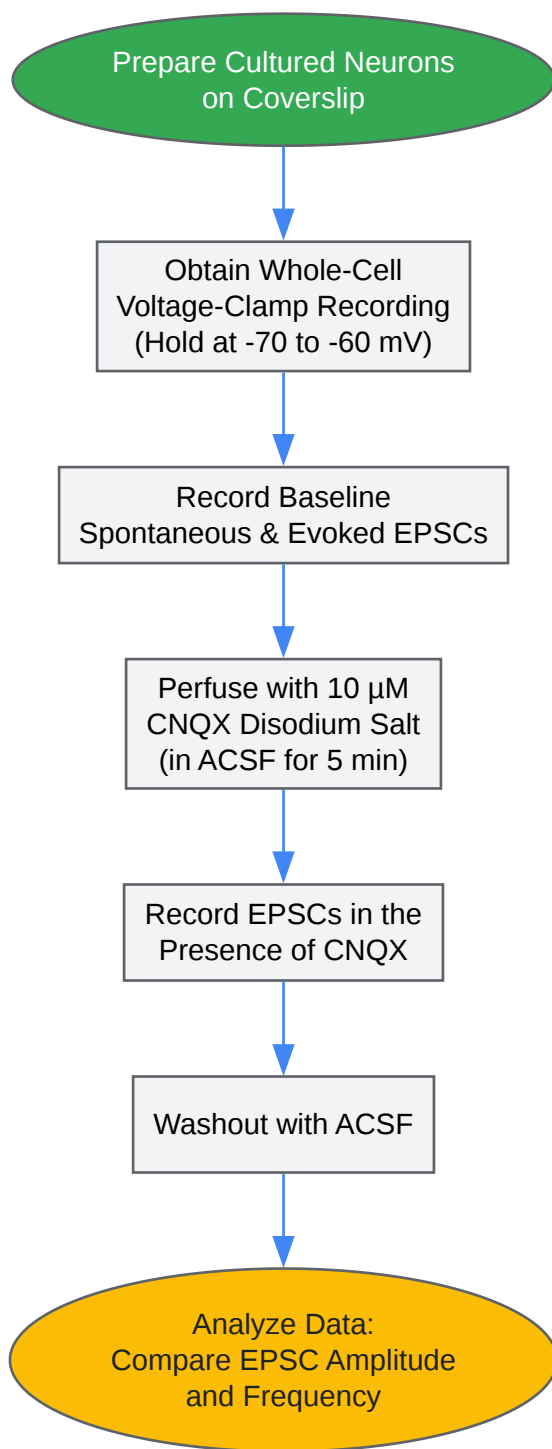 Prepare Cultured Neurons
on Coverslip
Obtain Whole-Cell
Voltage-Clamp Recording
(Hold at -70 to -60 mV)
Record Baseline
Spontaneous & Evoked EPSCs
Perfuse with 10 µM
CNQX Disodium Salt
(in ACSF for 5 min)
Record EPSCs in the
Presence of CNQX
Washout with ACSF
Analyze Data:
Compare EPSC Amplitude
and Frequency